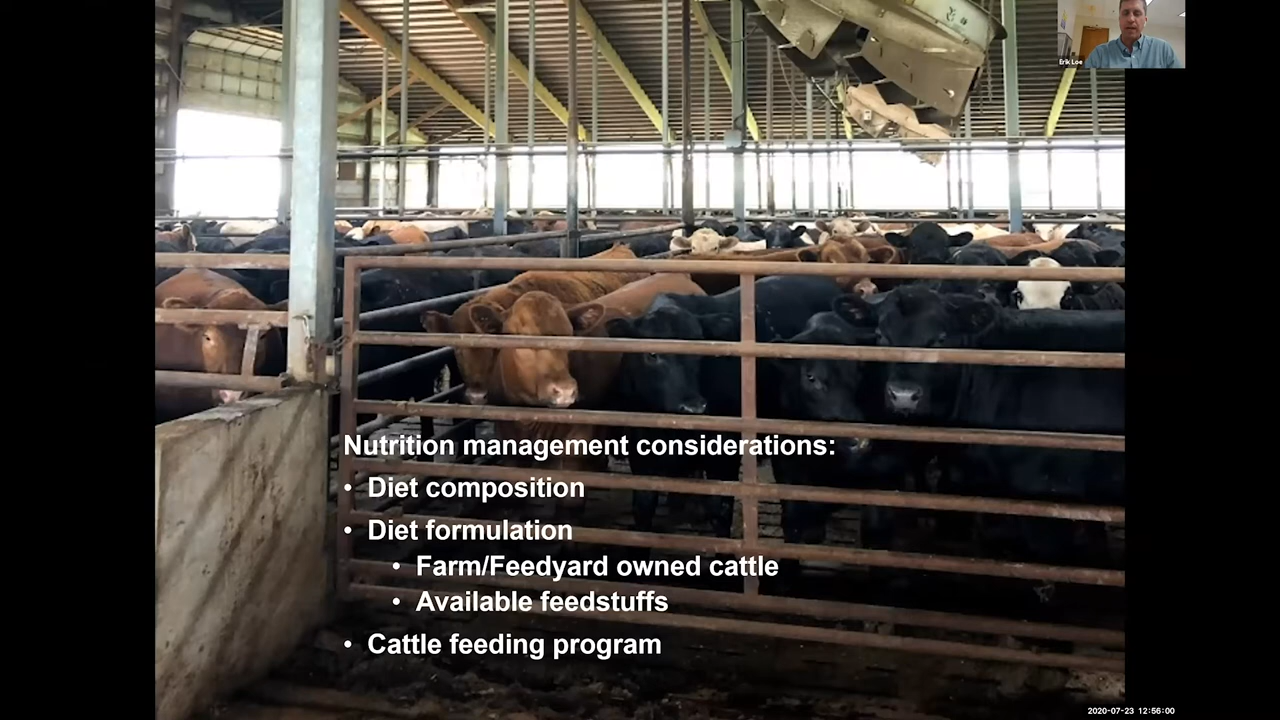 Erik Loe
Nutrition management considerations:
• Diet composition
• Diet formulation
• Farm/Feedyard owned cattle
• Available feedstuffs
• Cattle feeding program
2020-07-23 12:56:00